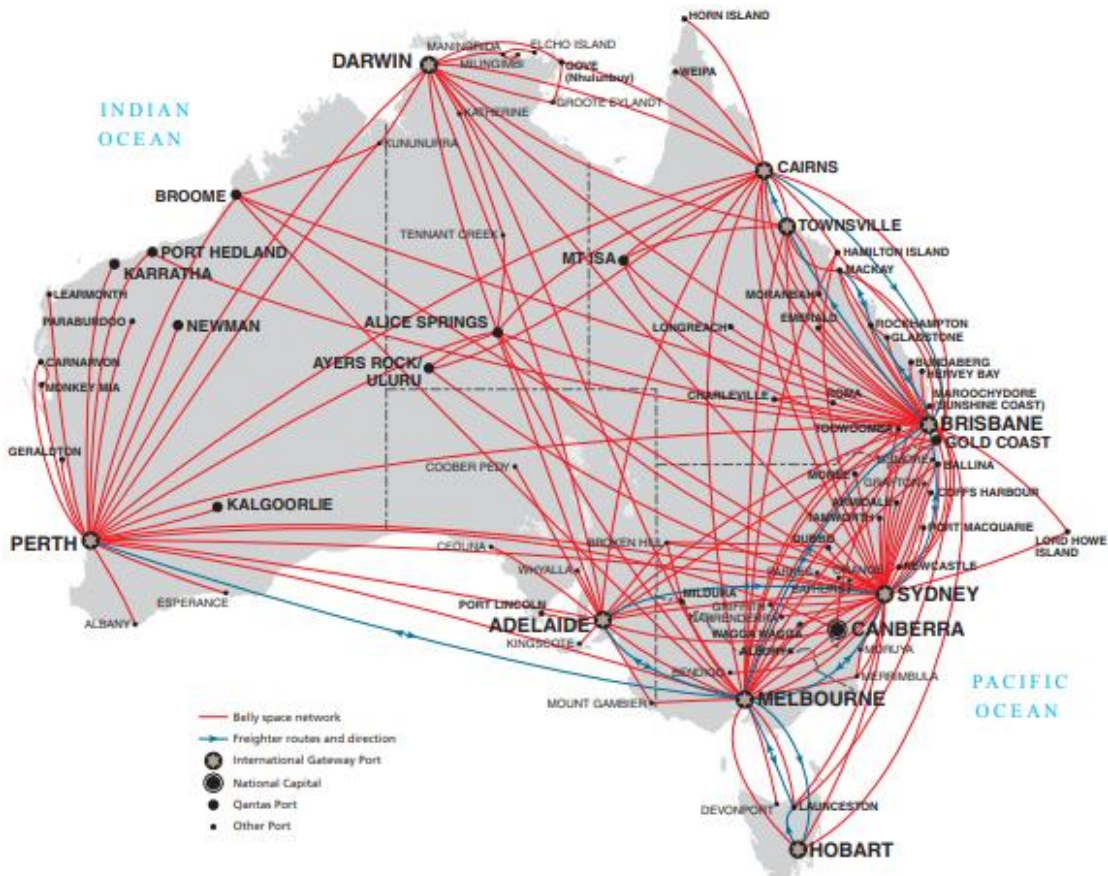 HORN ISLAND
MANINGRIDA
ELCHO ISLAND
DARWIN
MILINGIMBI
GOVE
(Nhulunbuy)
WEIPA
INDIAN
OCEAN
KATHERINE
GROOTE EYLANDT
KUNUNURRA
CAIRNS
BROOME
TOWNSVILLE
TENNANT CREEK
PORT HEDLAND
KARRATHA
MT ISA
HAMILTON ISLAND
MACKAY
LEARMONTH
MORANBAH
PARABURDOO
NEWMAN
ALICE SPRINGS
LONGREACH
EMERALD
ROCKHAMPTON
GLADSTONE
CARNARVON
AYERS ROCK/
ULURU
BUNDABERG
HERVEY BAY
MONKEY MIA
CHARLEVILLE
ROMA
MAROOCHYDORE
(SUNSHINE COAST)
TOOWOOMBA
BRISBANE
GOLD COAST
GERALDTON
COOBER PEDY
LISMORE
BALLINA
MOREE
GRAFTON
COFFS HARBOUR
KALGOORLIE
ARMIDALE
TAMWORTH
PORT MACQUARIE
PERTH
CEDUNA
BROKEN HILL
DUBBO
LORD HOWE
ISLAND
WHYALLA
PARKES
ORANGE
NEWCASTLE
BATHURST
ESPERANCE
PORT LINCOLN
MILDURA
GRIFFITH
SYDNEY
ALBANY
ADELAIDE
NARRENDERRA
WAGGA WAGGA
CANBERRA
KINGSCOTE
ALBURY
MORUYA
BENDIGO
MERRIMBULA
MOUNT GAMBIER
MELBOURNE
PACIFIC
OCEAN
Belly space network
Freighter routes and direction
International Gateway Port
National Capital
Qantas Port
Other Port
DEVONPORT
LAUNCESTON
HOBART